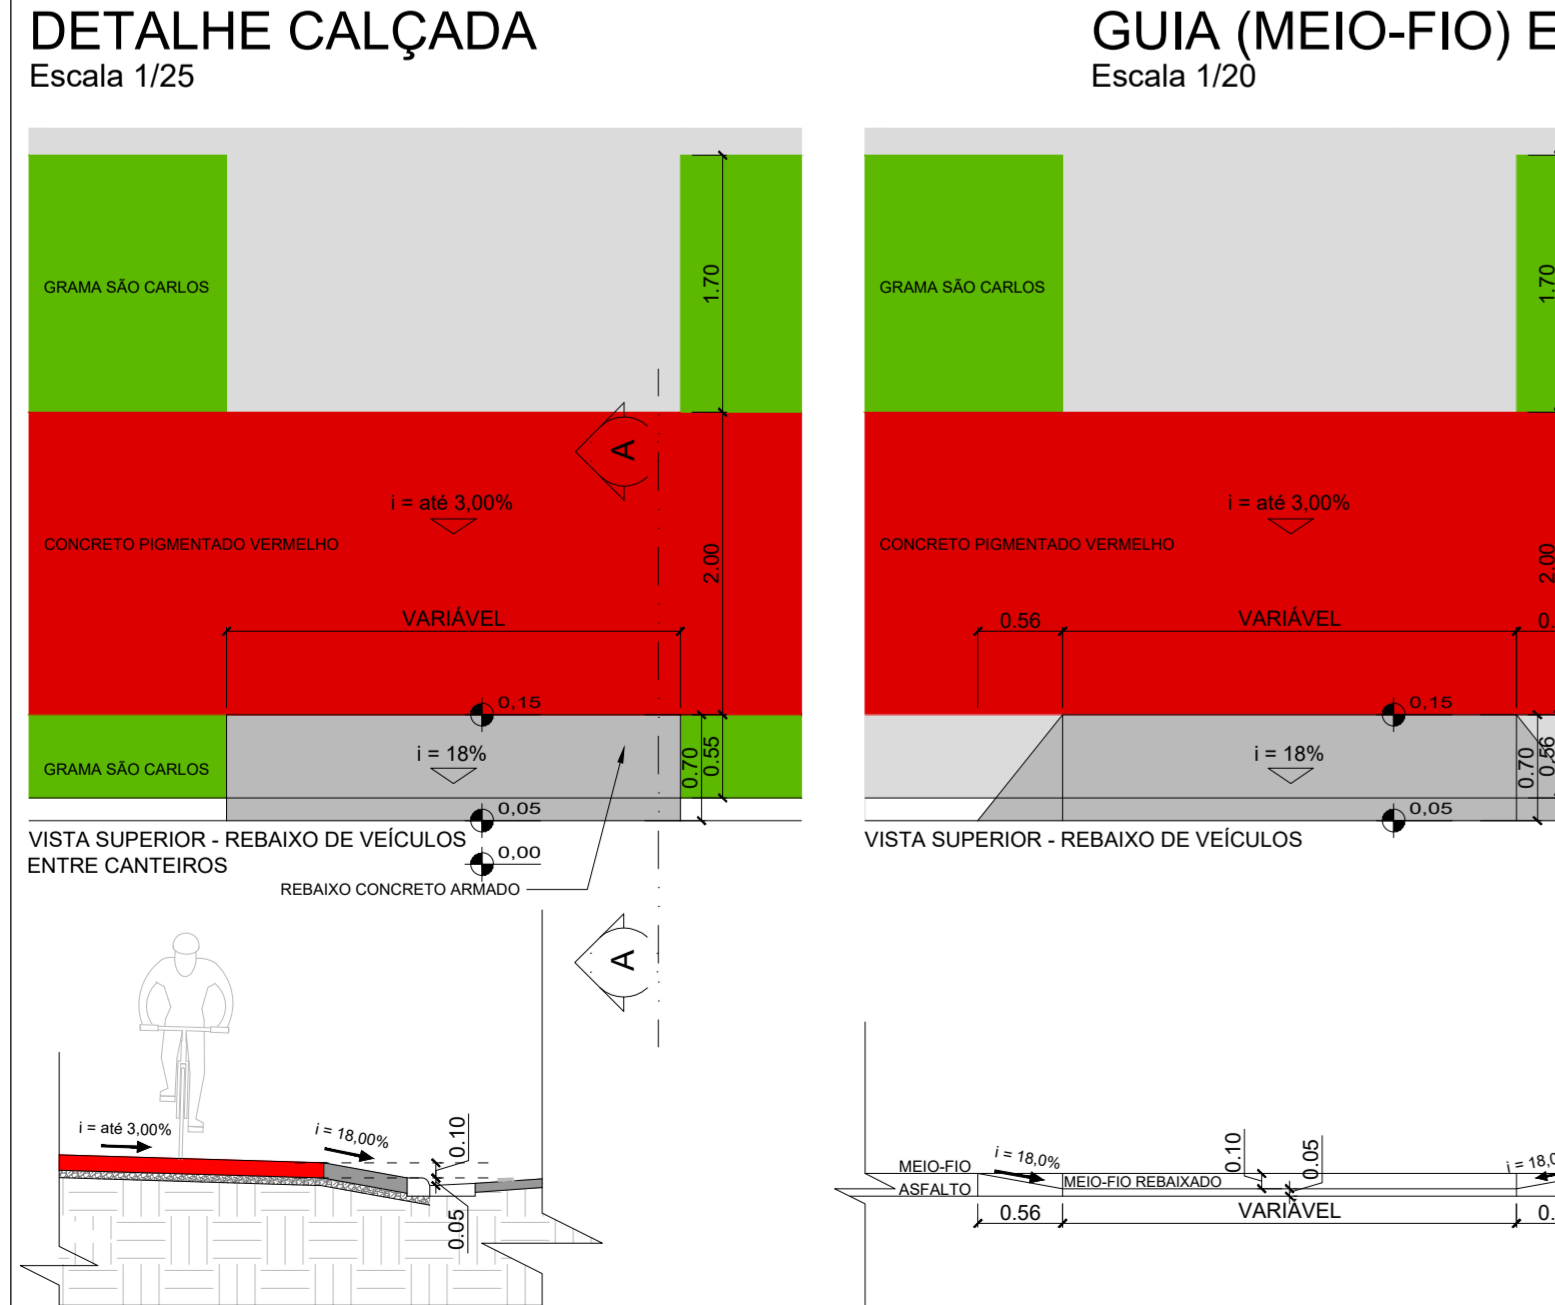 DETALHE CALÇADA
Escala 1/25
GRAMA SÃO CARLOS
1.70
A
i = até 3,00%
CONCRETO PIGMENTADO VERMELHO
2.00
VARIÁVEL
0,15
i = 18%
GRAMA SÃO CARLOS
0.70
0.55
0,05
VISTA SUPERIOR - REBAIXO DE VEÍCULOS
ENTRE CANTEIROS
0,00
REBAIXO CONCRETO ARMADO
A
i = até 3,00%
i = 18,00%
0.10
0.05
GUIA (MEIO-FIO) E
Escala 1/20
GRAMA SÃO CARLOS
1.70
i = até 3,00%
CONCRETO PIGMENTADO VERMELHO
2.00
0.56
VARIÁVEL
0.
0,15
i = 18%
0.70
0.56
0,05
VISTA SUPERIOR - REBAIXO DE VEÍCULOS
MEIO-FIO
i = 18,0%
0.10
0.05
i = 18,0
ASFALTO
MEIO-FIO REBAIXADO
0.56
VARIÁVEL
0.